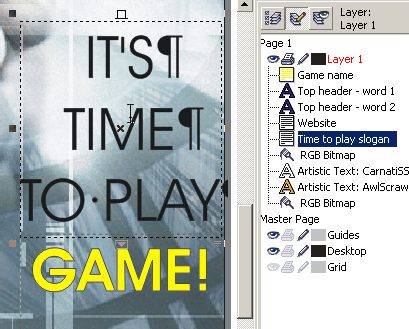 IT'S¶
TIME¶
TO·PLAY¶
GAME!
Layer:
Layer 1
Page 1
Layer 1
Game name
Top header - word 1
Top header - word 2
Website
Time to play slogan
RGB Bitmap
Artistic Text: CarnatiSS
Artistic Text: AwlScraw
RGB Bitmap
Master Page
Guides
Desktop
Grid